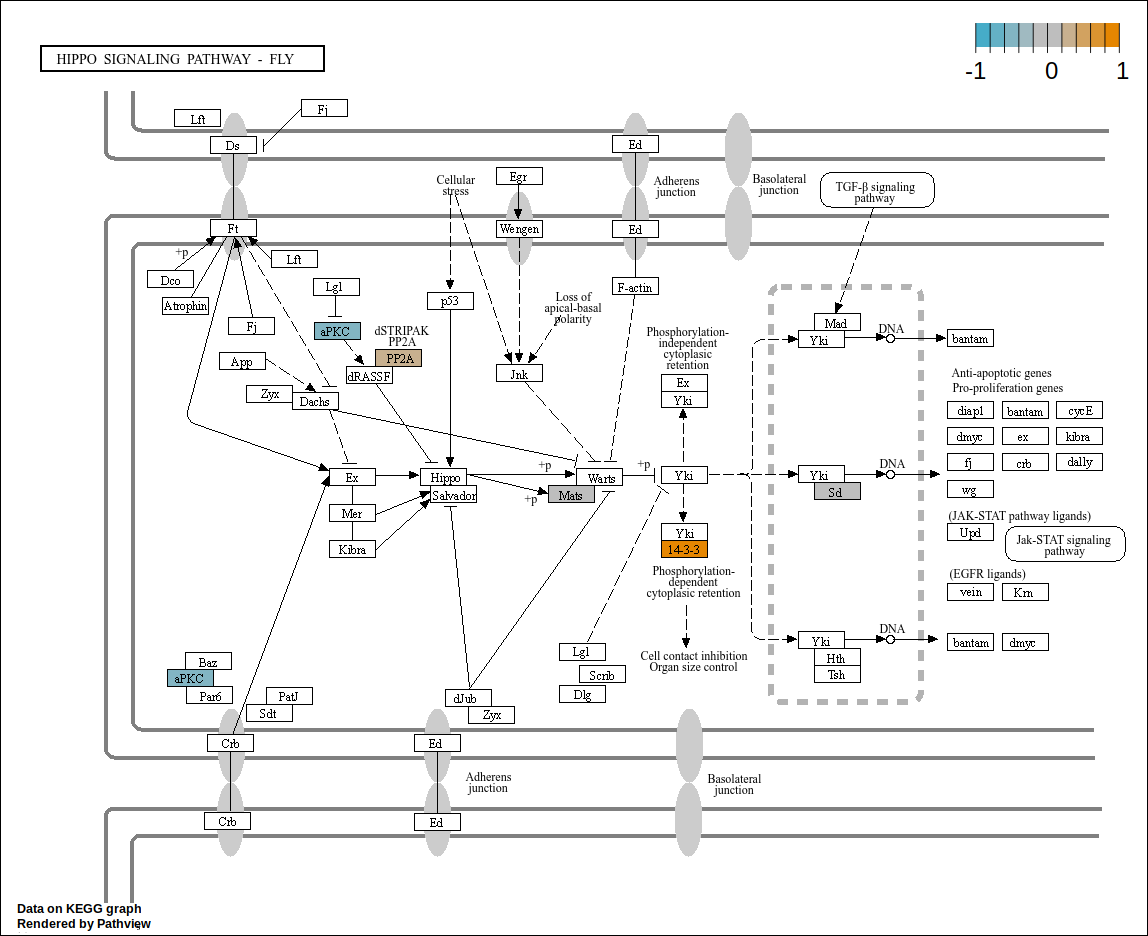 HIPPO SIGNALING PATHWAY - FLY
-1 0 1
Lft
Fj
Ds
Ed
Cellular
stress
Egr
Adherens
junction
Basolateral
junction
TGF-β signaling
pathway
Ft
Wengen
Ed
+p
Lft
Dco
Lgl
F-actin
Atrophin
p53
Loss of
apical-basal
polarity
Fj
aPKC
dSTRIPAK
PP2A
PP2A
Phosphorylation-
independent
cytoplasic
retention
Mad
Yki
DNA
bantam
App
dRASSF
Jnk
Ex
Yki
Anti-apoptotic genes
Pro-proliferation genes
Zyx
Dachs
diap1
bantam
cycE
dmyc
ex
kibra
fj
crb
dally
wg
Ex
Hippo
Salvador
+p
+p
Warts
Mats
+p
Yki
Yki
Sd
DNA
Mer
Kibra
Yki
14-3-3
(JAK-STAT pathway ligands)
Upd
Jak-STAT signaling
pathway
Phosphorylation-
dependent
cytoplasic retention
(EGFR ligands)
vein
Krn
Cell contact inhibition
Organ size control
Yki
Hth
Tsh
DNA
bantam
dmyc
Baz
aPKC
Par6
PatJ
Sdt
Lgl
Scrib
Dlg
dJub
Zyx
Crb
Ed
Adherens
junction
Basolateral
junction
Crb
Ed
Data on KEGG graph
Rendered by Pathview